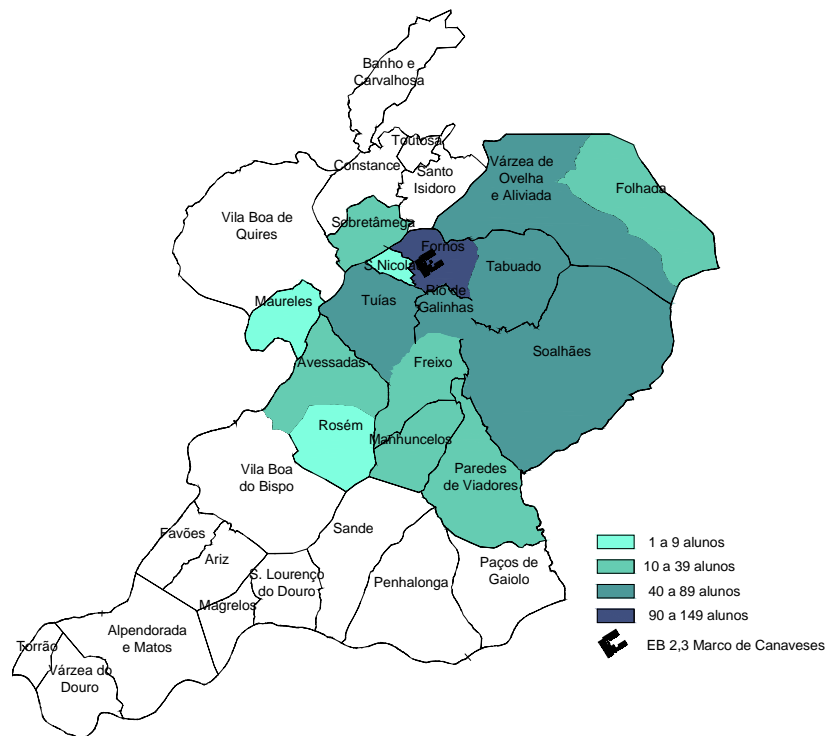 Banho e
Carvalhosa
Toutosa
Constance
Santo
Isidoro
Várzea de
Ovelha
e Aliviada
Folhada
Vila Boa de
Quires
Sobretâmega
Fornos
S.Nicolau
Tabuado
Maureles
Tuías
Rio de
Galinhas
Soalhães
Avessadas
Freixo
Rosém
Manhuncelos
Vila Boa
do Bispo
Paredes
de Viadores
Favões
Sande
Ariz
S. Lourenço
do Douro
Penhalonga
Paços de
Gaiolo
Magrelos
Alpendorada
e Matos
Torrão
Várzea do
Douro
1 a 9 alunos
10 a 39 alunos
40 a 89 alunos
90 a 149 alunos
EB 2,3 Marco de Canaveses